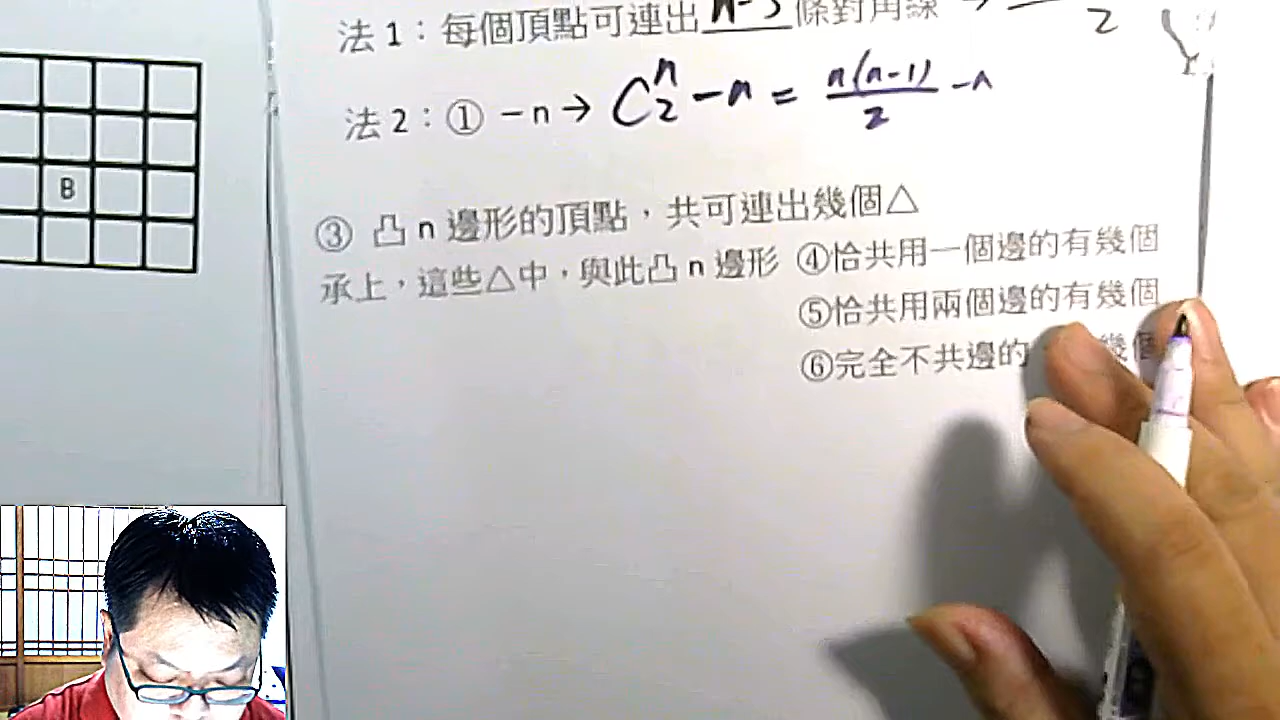 法1：每個頂點可連出 n-3 條對角線 → 2
法2：① －n → C^n_2 - n = n(n-1)/2 - n
B
③ 凸 n 邊形的頂點，共可連出幾個△
承上，這些△中，與此凸 n 邊形 ④恰共用一個邊的有幾個
⑤恰共用兩個邊的有幾個
⑥完全不共邊的 幾個